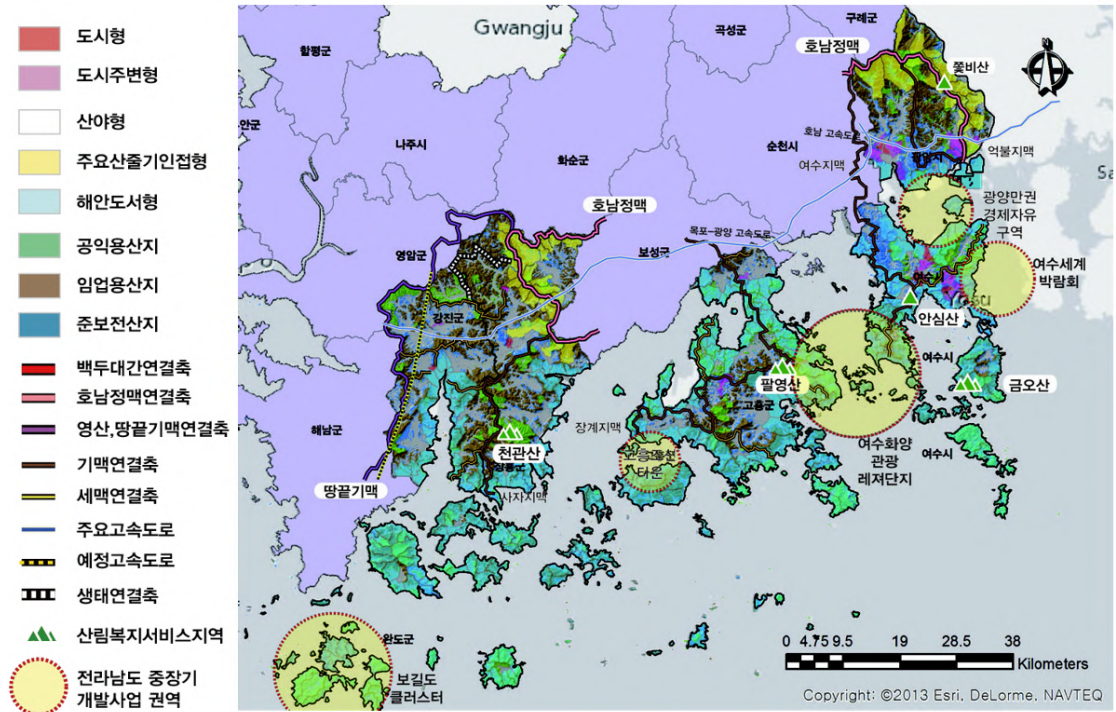 도시형
도시주변형
산야형
주요산줄기인접형
해안도서형
공익용산지
임업용산지
준보전산지
백두대간연결축
호남정맥연결축
영산,땅끝기맥연결축
기맥연결축
세맥연결축
주요고속도로
예정고속도로
생태연결축
산림복지서비스지역
전라남도 중장기
개발사업 권역
Gwangju
함평군
곡성군
구례군
호남정맥
쫓비산
나주시
화순군
순천시
호남 고속도로
여수지맥
억불지맥
광양만권
경제자유
구역
호남정맥
목포-광양 고속도로
보성군
영암군
강진군
여수시
여수세계
박람회
안심산
여수시
금오산
팔영산
고흥군
해남군
장계지맥
천관산
사자지맥
땅끝기맥
타운
여수화양
관광
레져단지
여수시
완도군
보길도
클러스터
0 4.75 9.5 19 28.5 38
Kilometers
Copyright: ©2013 Esri, DeLorme, NAVTEQ